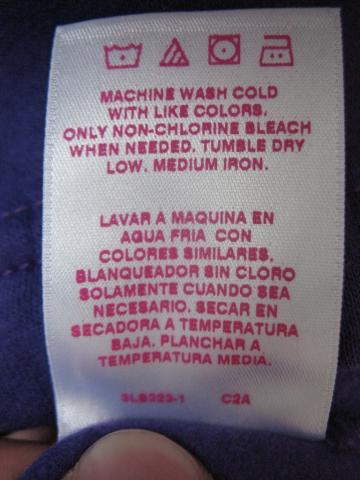 MACHINE WASH COLD
WITH LIKE COLORS.
ONLY NON-CHLORINE BLEACH
WHEN NEEDED. TUMBLE DRY
LOW. MEDIUM IRON.
LAVAR A MAQUINA EN
AGUA FRIA CON
COLORES SIMILARES.
BLANQUEADOR SIN CLORO
SOLAMENTE CUANDO SEA
NECESARIO. SECAR EN
SECADORA A TEMPERATURA
BAJA. PLANCHAR A
TEMPERATURA MEDIA.
C2A